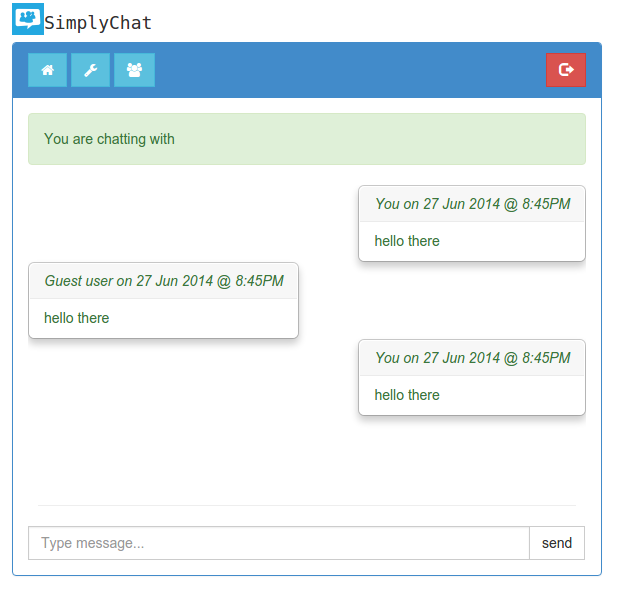 SimplyChat
You are chatting with
You on 27 Jun 2014 @ 8:45PM
hello there
Guest user on 27 Jun 2014 @ 8:45PM
hello there
You on 27 Jun 2014 @ 8:45PM
hello there
Type message...
send